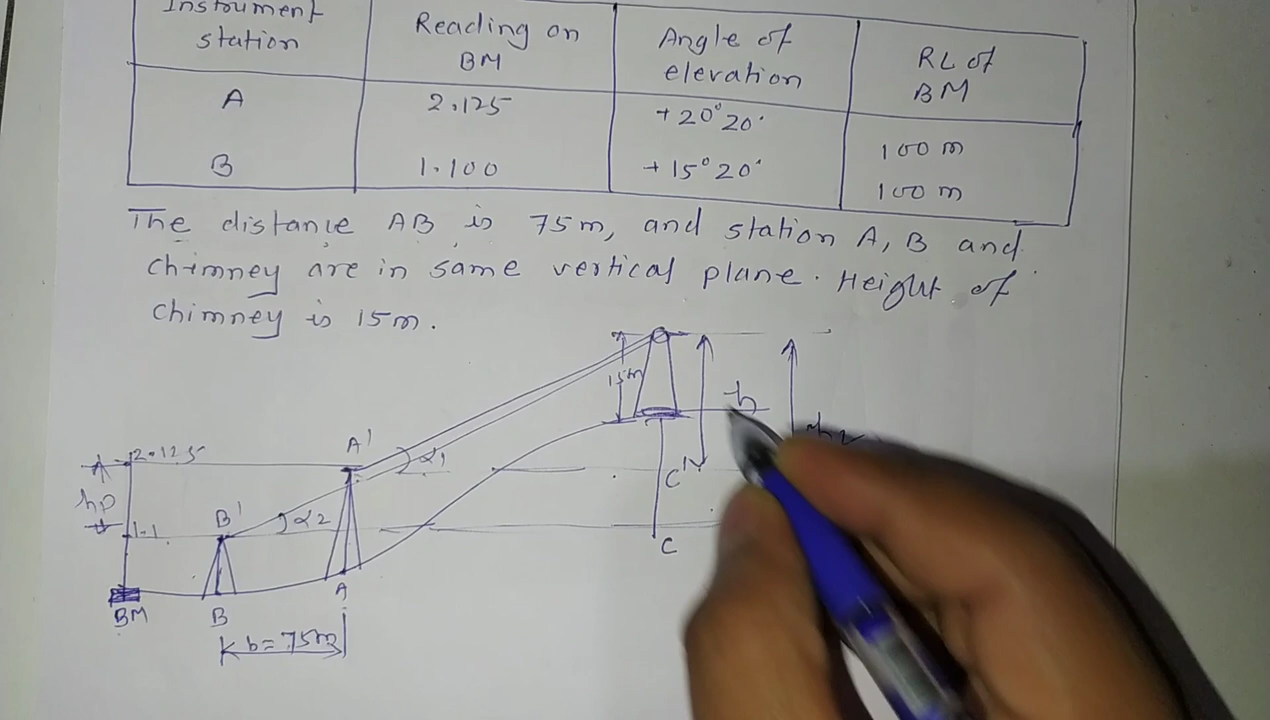 Instrument station | Reading on BM | Angle of elevation | RL of BM
A | 2.125 | +20°20' | 100 m
B | 1.100 | +15°20' | 100 m
The distance AB is 75m, and station A, B and
chimney are in same vertical plane. Height of
chimney is 15m.
15m
h
h2
A'
α1
2.125
hD
B'
α2
1.1
C'
C
BM
B
A
b=75m